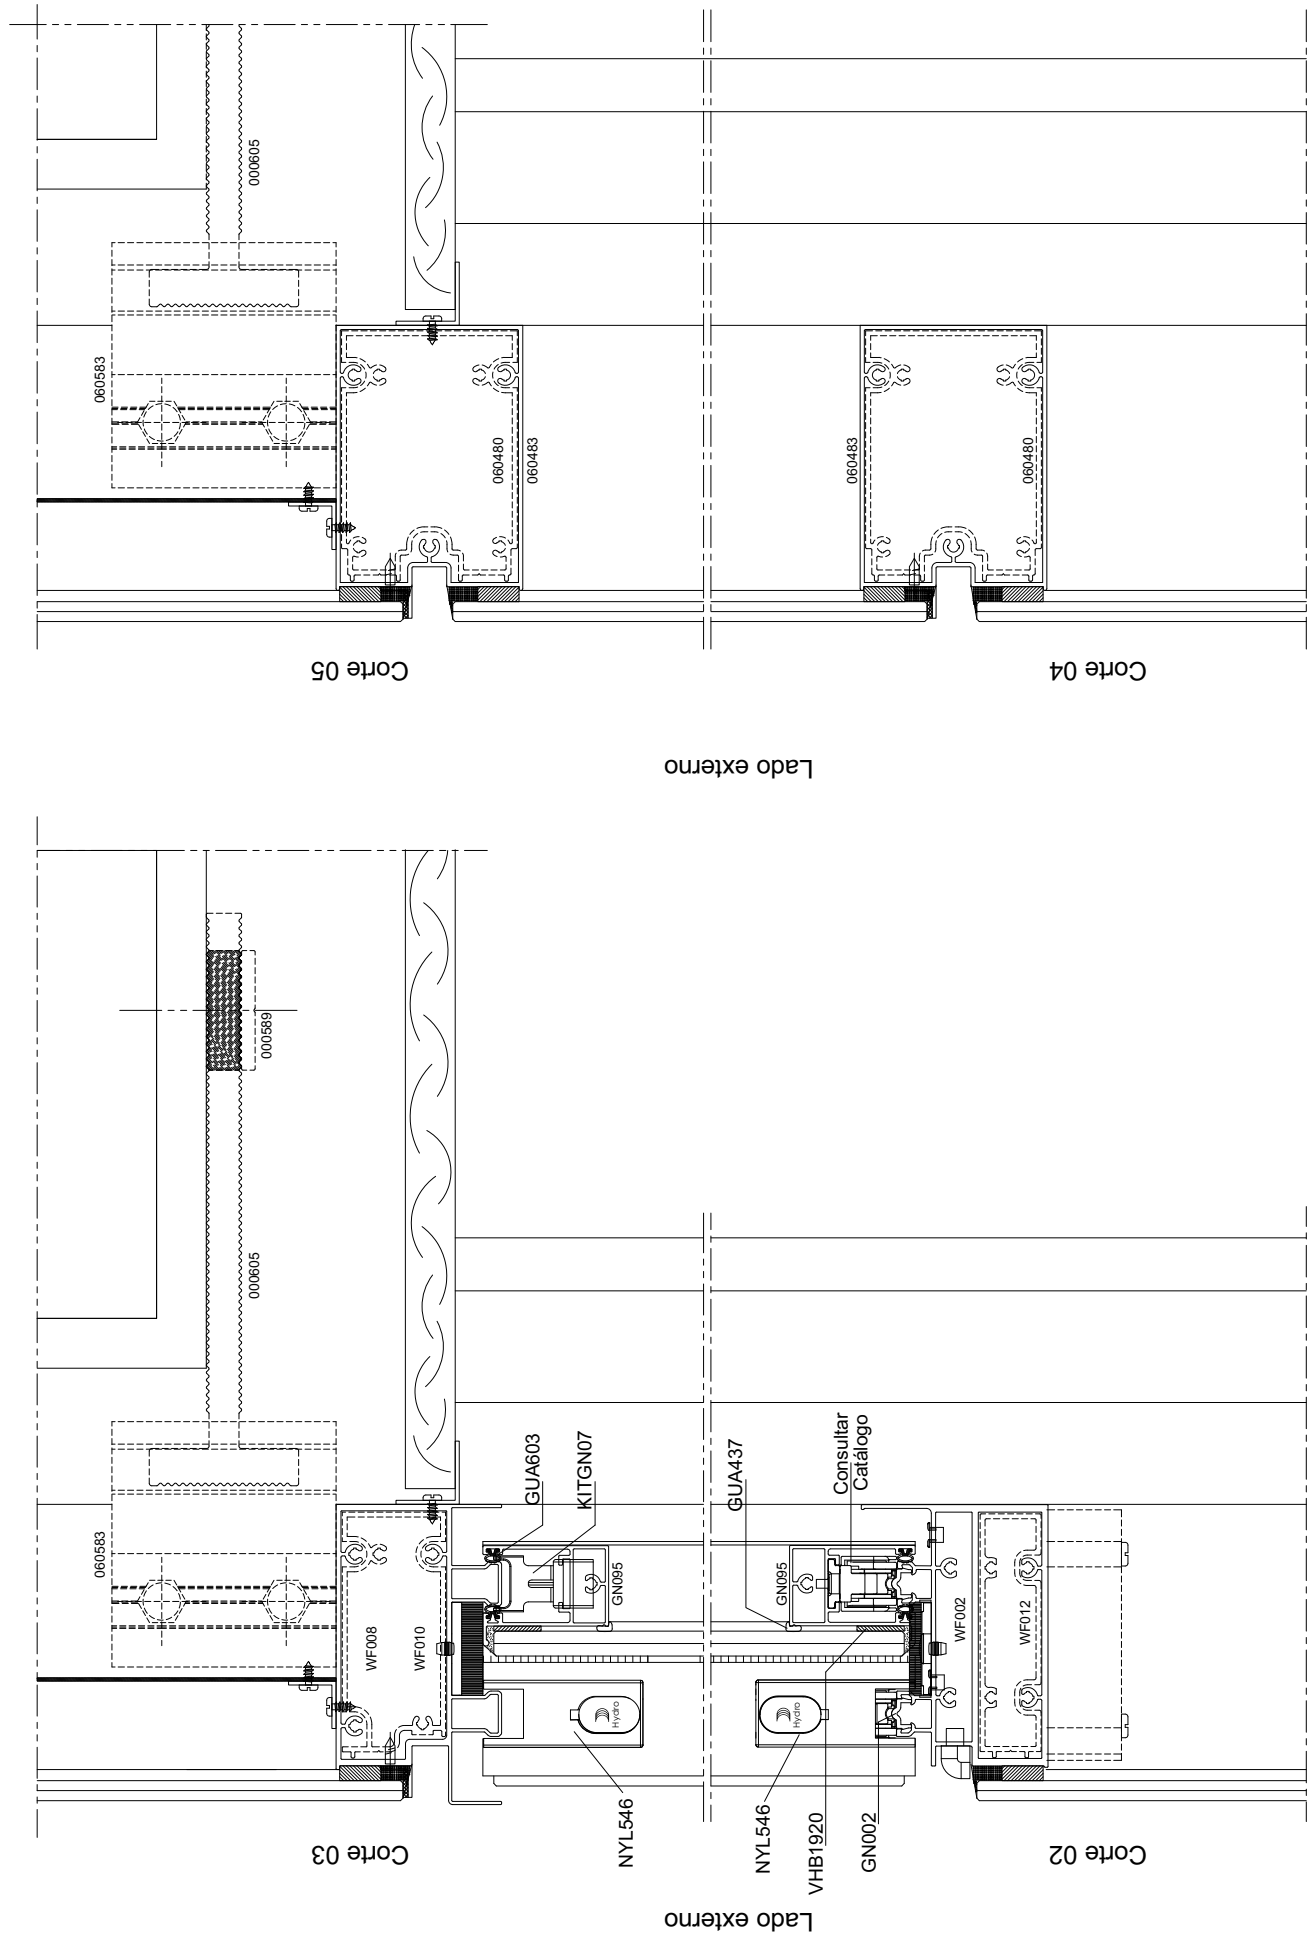 000605
060583
060480
060483
060483
060480
Corte 05
Corte 04
Lado externo
000589
000605
060583
GUA603
KITGN07
GUA437
Consultar
Catálogo
GN095
GN095
WF008
WF010
WF002
WF012
Hydro
Hydro
NYL546
NYL546
VHB1920
GN002
Corte 03
Corte 02
Lado externo